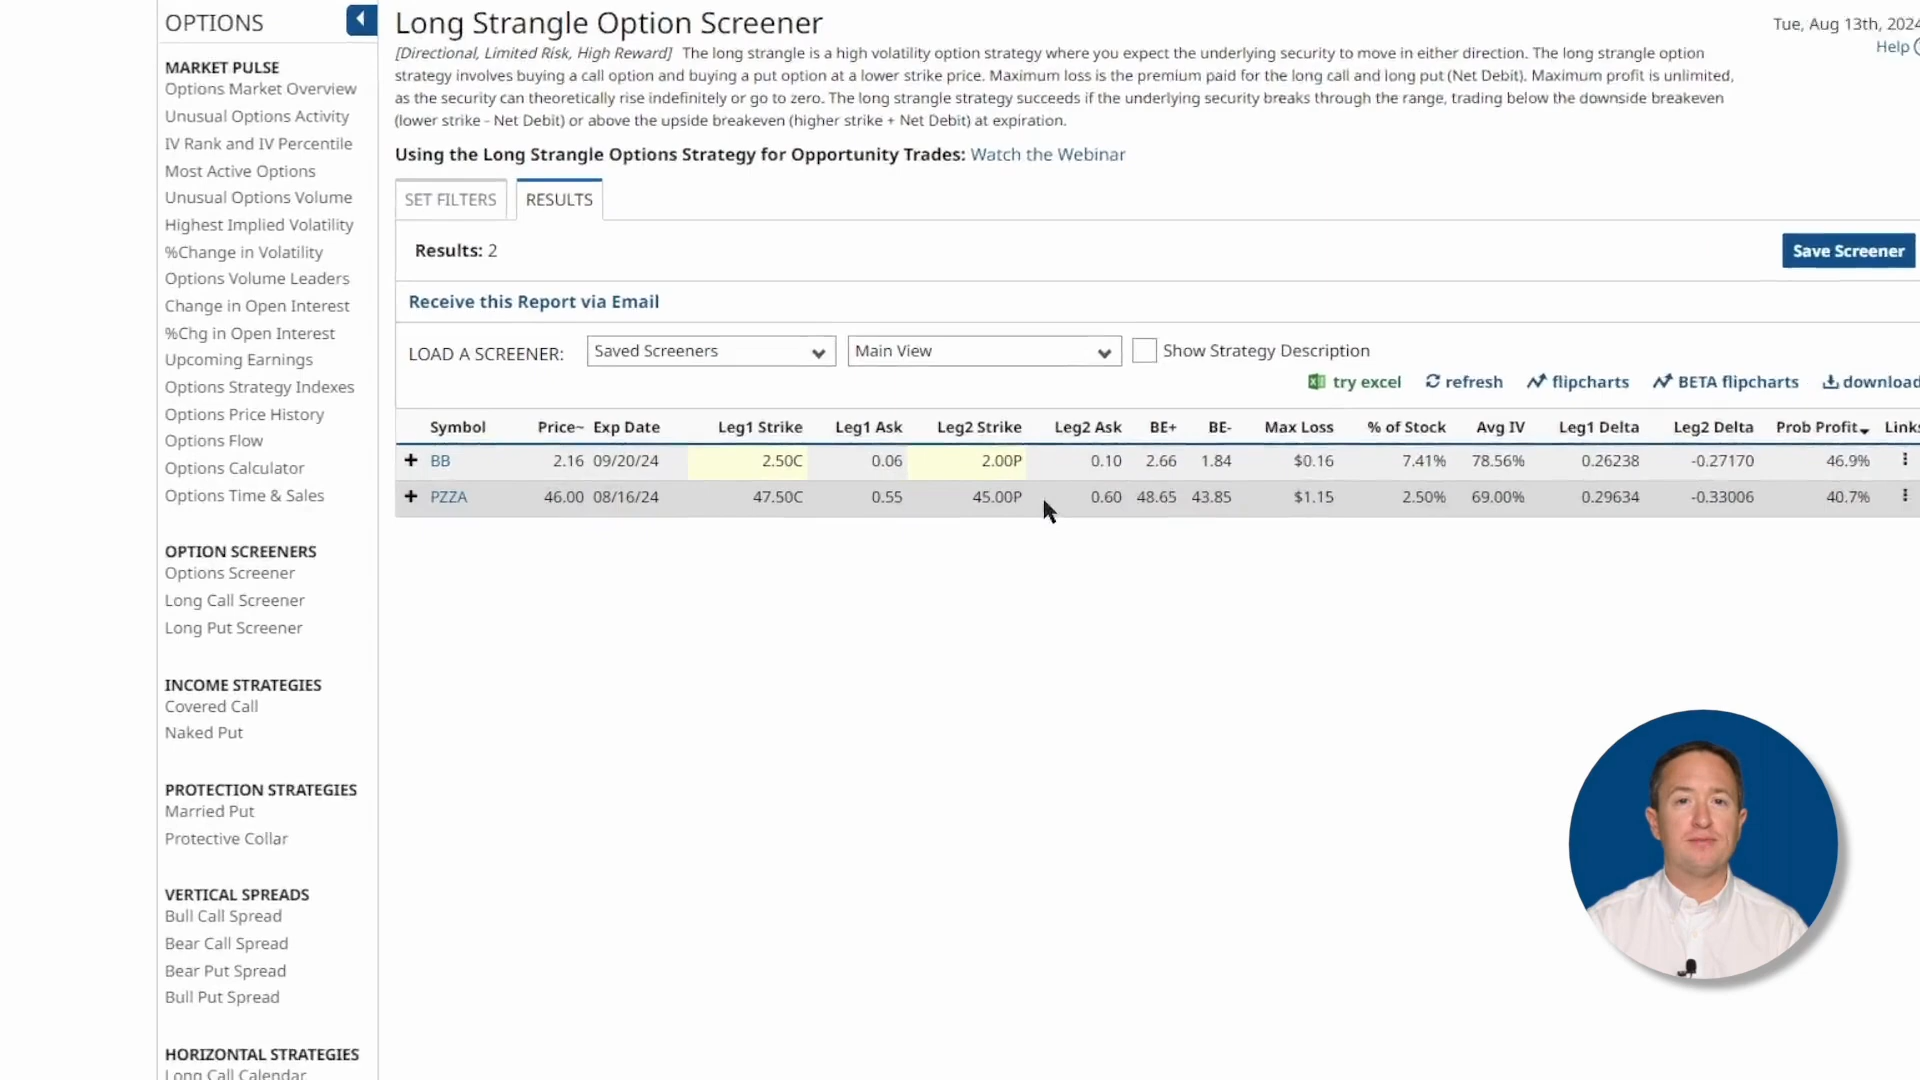 OPTIONS
MARKET PULSE
Options Market Overview
Unusual Options Activity
IV Rank and IV Percentile
Most Active Options
Unusual Options Volume
Highest Implied Volatility
%Change in Volatility
Options Volume Leaders
Change in Open Interest
%Chg in Open Interest
Upcoming Earnings
Options Strategy Indexes
Options Price History
Options Flow
Options Calculator
Options Time & Sales
OPTION SCREENERS
Options Screener
Long Call Screener
Long Put Screener
INCOME STRATEGIES
Covered Call
Naked Put
PROTECTION STRATEGIES
Married Put
Protective Collar
VERTICAL SPREADS
Bull Call Spread
Bear Call Spread
Bear Put Spread
Bull Put Spread
HORIZONTAL STRATEGIES
Long Call Calendar
Long Strangle Option Screener
Tue, Aug 13th, 2024
Help
[Directional, Limited Risk, High Reward] The long strangle is a high volatility option strategy where you expect the underlying security to move in either direction. The long strangle option
strategy involves buying a call option and buying a put option at a lower strike price. Maximum loss is the premium paid for the long call and long put (Net Debit). Maximum profit is unlimited,
as the security can theoretically rise indefinitely or go to zero. The long strangle strategy succeeds if the underlying security breaks through the range, trading below the downside breakeven
(lower strike - Net Debit) or above the upside breakeven (higher strike + Net Debit) at expiration.
Using the Long Strangle Options Strategy for Opportunity Trades: Watch the Webinar
SET FILTERS RESULTS
Results: 2
Save Screener
Receive this Report via Email
LOAD A SCREENER: Saved Screeners Main View Show Strategy Description
try excel refresh flipcharts BETA flipcharts download
Symbol Price~ Exp Date Leg1 Strike Leg1 Ask Leg2 Strike Leg2 Ask BE+ BE- Max Loss % of Stock Avg IV Leg1 Delta Leg2 Delta Prob Profit Links
+ BB 2.16 09/20/24 2.50C 0.06 2.00P 0.10 2.66 1.84 $0.16 7.41% 78.56% 0.26238 -0.27170 46.9%
+ PZZA 46.00 08/16/24 47.50C 0.55 45.00P 0.60 48.65 43.85 $1.15 2.50% 69.00% 0.29634 -0.33006 40.7%